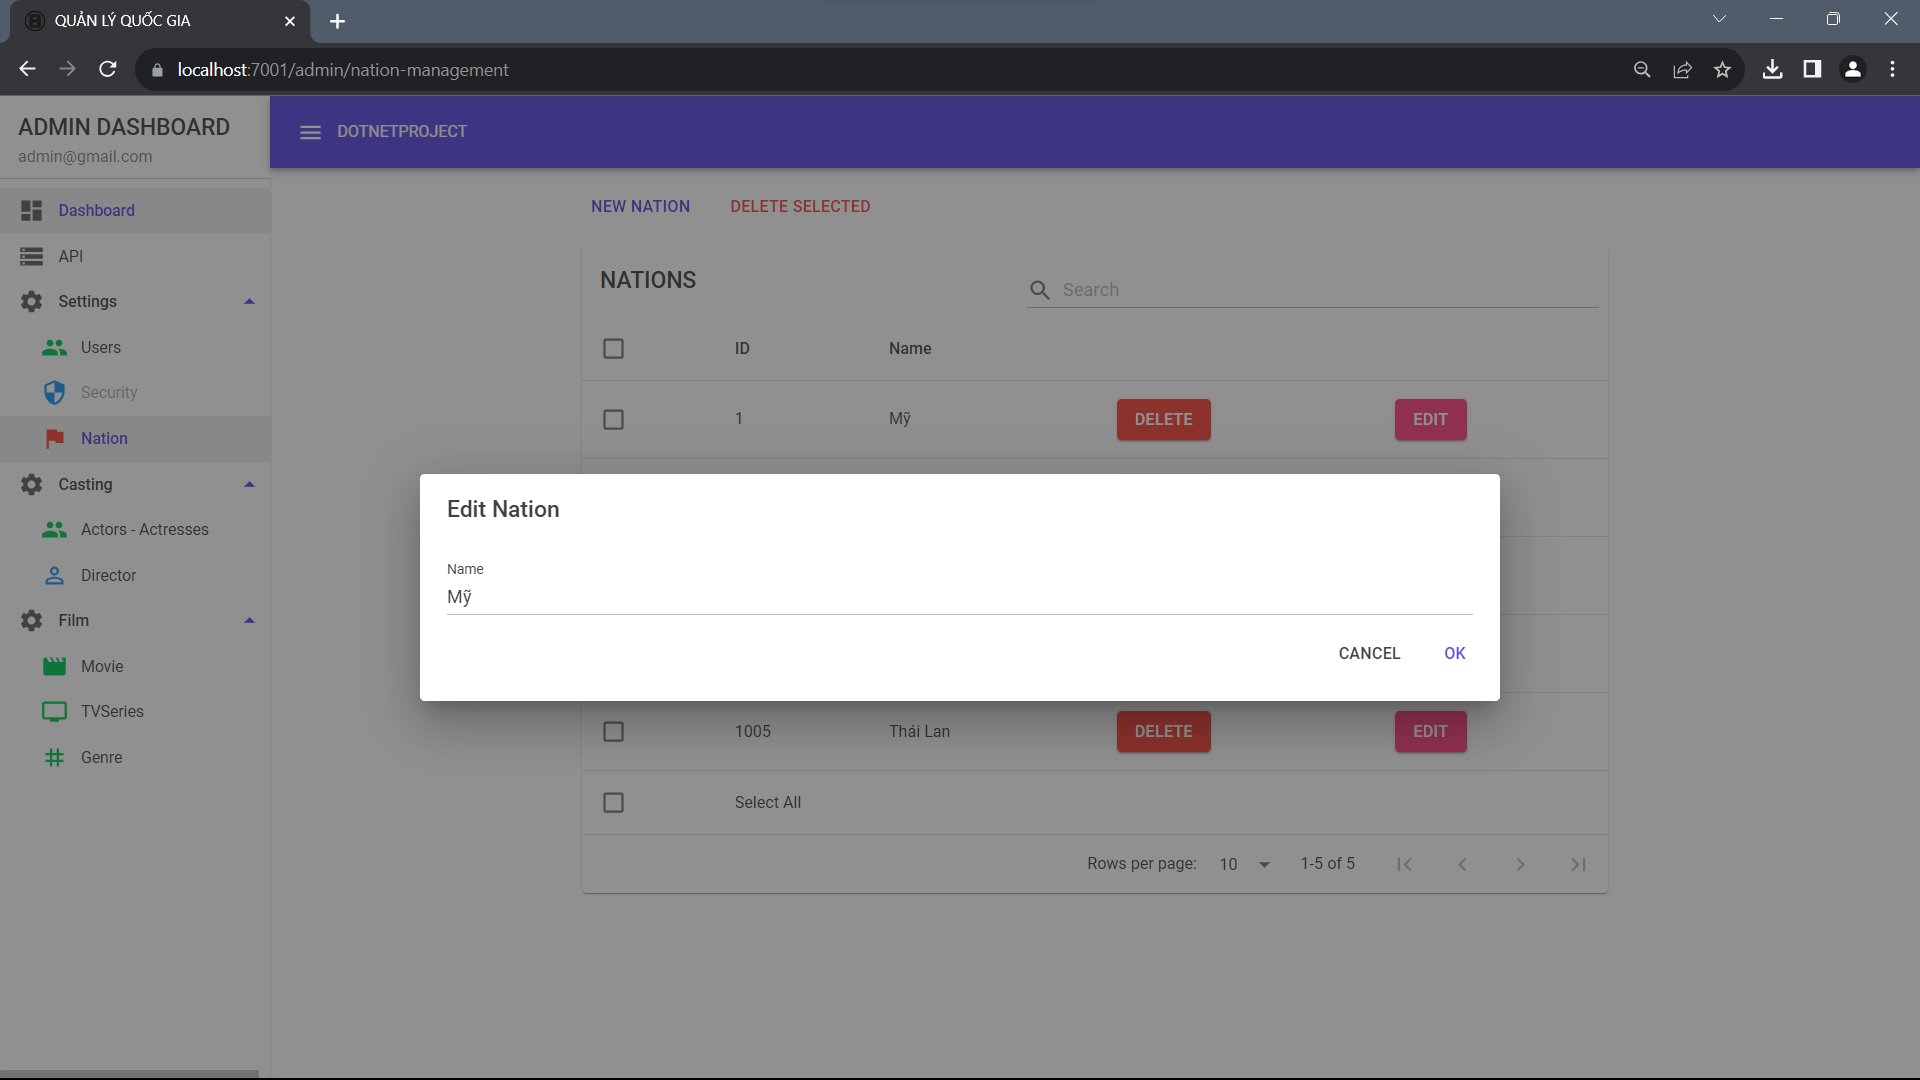 QUẢN LÝ QUỐC GIA
localhost:7001/admin/nation-management
ADMIN DASHBOARD
admin@gmail.com
DOTNETPROJECT
Dashboard
API
Settings
Users
Security
Nation
Casting
Actors - Actresses
Director
Film
Movie
TVSeries
Genre
NEW NATION DELETE SELECTED
NATIONS
Search
ID Name
1 Mỹ DELETE EDIT
Edit Nation
Name
Mỹ
CANCEL OK
1005 Thái Lan DELETE EDIT
Select All
Rows per page: 10 1-5 of 5